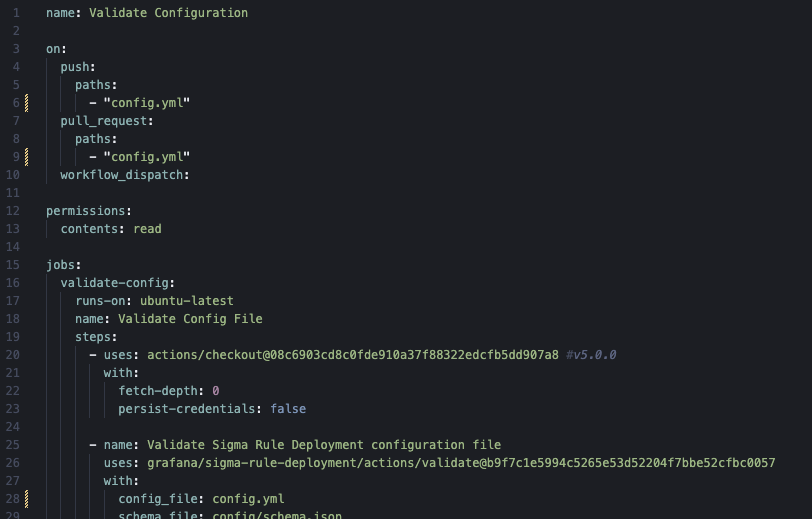 1 name: Validate Configuration
2
3 on:
4 push:
5 paths:
6 - "config.yml"
7 pull_request:
8 paths:
9 - "config.yml"
10 workflow_dispatch:
11
12 permissions:
13 contents: read
14
15 jobs:
16 validate-config:
17 runs-on: ubuntu-latest
18 name: Validate Config File
19 steps:
20 - uses: actions/checkout@08c6903cd8c0fde910a37f88322edcfb5dd907a8 #v5.0.0
21 with:
22 fetch-depth: 0
23 persist-credentials: false
24
25 - name: Validate Sigma Rule Deployment configuration file
26 uses: grafana/sigma-rule-deployment/actions/validate@b9f7c1e5994c5265e53d52204f7bbe52cfbc0057
27 with:
28 config_file: config.yml
29 schema_file: config/schema.json